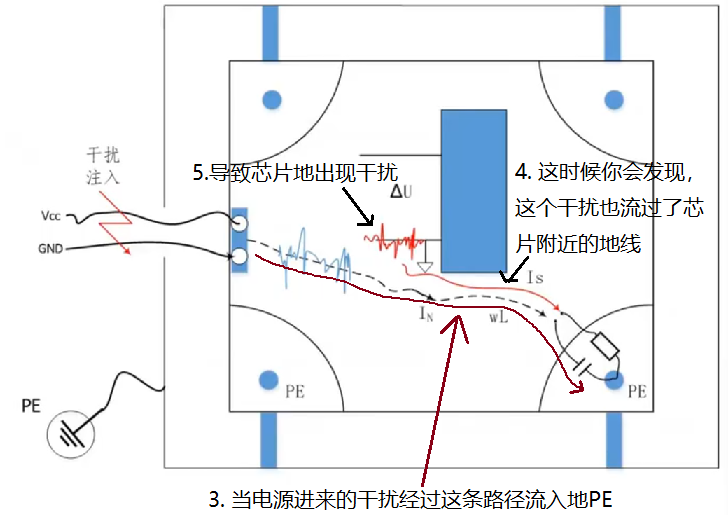 干扰
注入
Vcc
GND
PE
5.导致芯片地出现干扰
ΔU
4. 这时候你会发现，
这个干扰也流过了芯
片附近的地线
Is
IN
wL
PE
PE
3. 当电源进来的干扰经过这条路径流入地PE